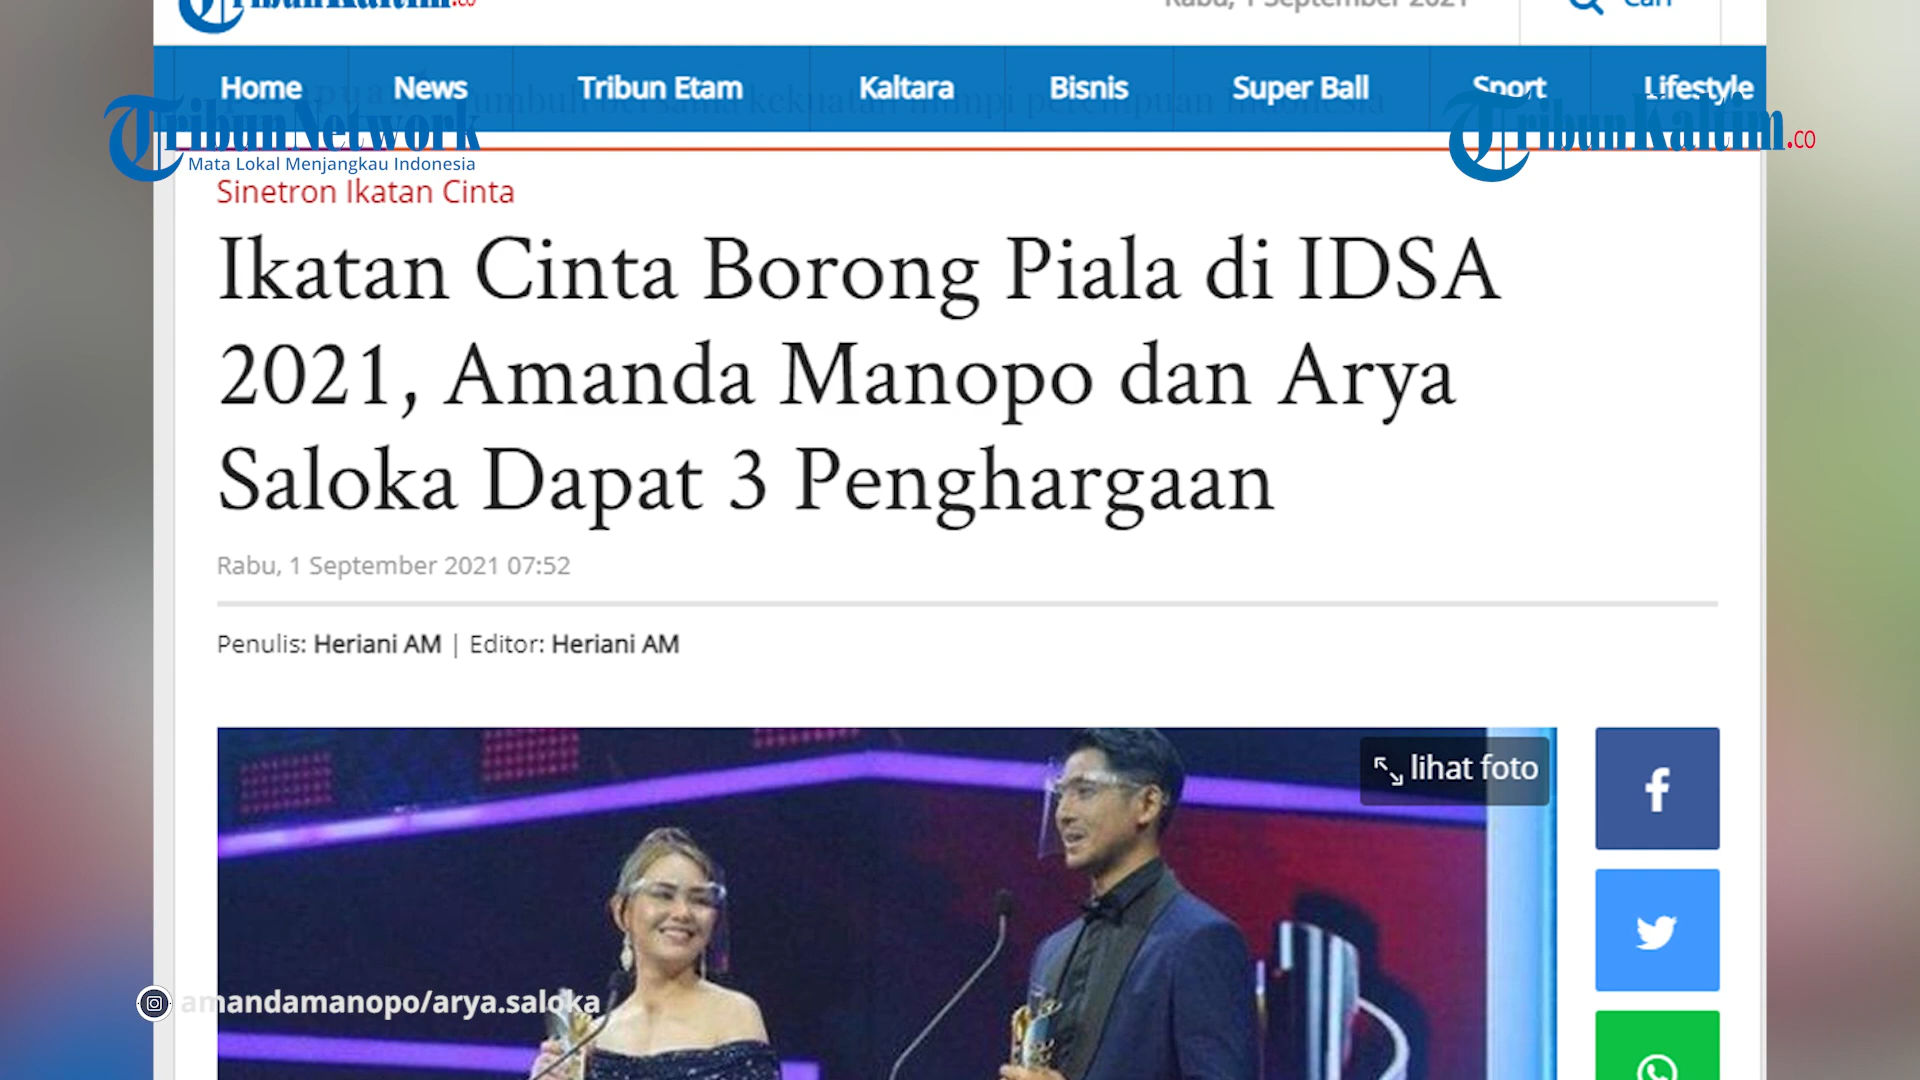 TribunKaltim.co
Rabu, 1 September 2021
Cari
Home News Tribun Etam Kaltara Bisnis Super Ball Sport Lifestyle
TribunNetwork
Mata Lokal Menjangkau Indonesia
TribunKaltim.co
Sinetron Ikatan Cinta
Ikatan Cinta Borong Piala di IDSA
2021, Amanda Manopo dan Arya
Saloka Dapat 3 Penghargaan
Rabu, 1 September 2021 07:52
Penulis: Heriani AM | Editor: Heriani AM
lihat foto
amandamanopo/arya.saloka